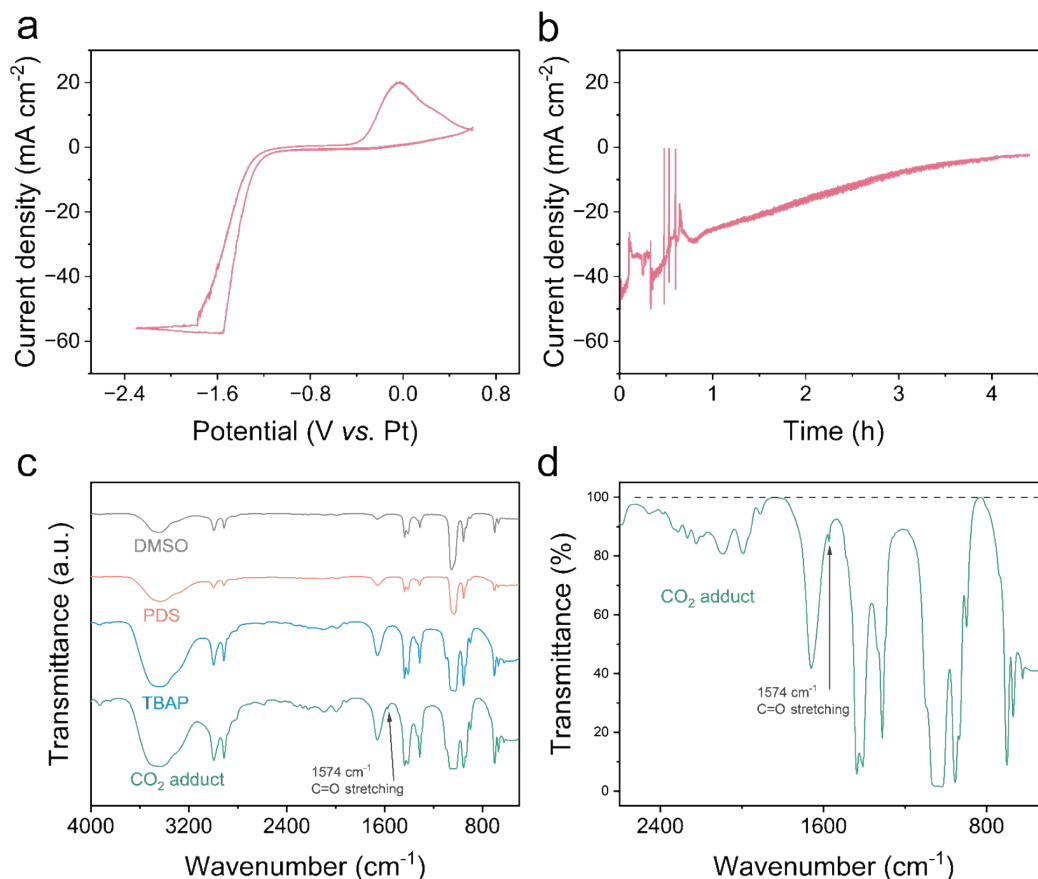 a
Current density (mA cm⁻²)
20
0
−20
−40
−60
−2.4 −1.6 −0.8 0.0 0.8
Potential (V vs. Pt)
b
Current density (mA cm⁻²)
20
0
−20
−40
−60
0 1 2 3 4
Time (h)
c
Transmittance (a.u.)
DMSO
PDS
TBAP
CO₂ adduct
1574 cm⁻¹
C=O stretching
4000 3200 2400 1600 800
Wavenumber (cm⁻¹)
d
Transmittance (%)
100
80
60
40
20
0
CO₂ adduct
1574 cm⁻¹
C=O stretching
2400 1600 800
Wavenumber (cm⁻¹)